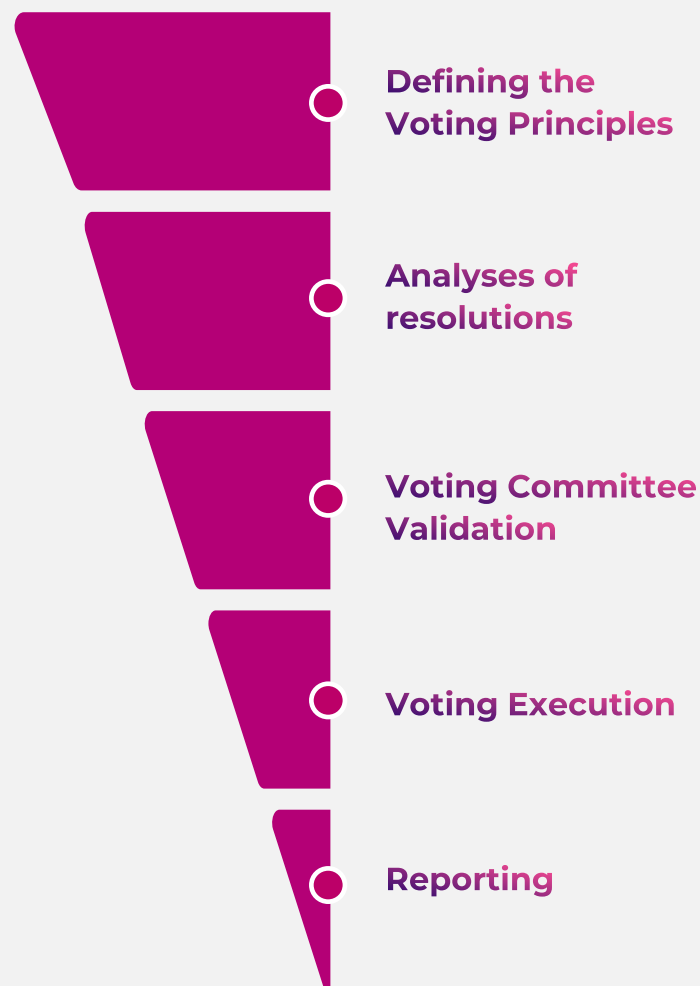 Defining the
Voting Principles
Analyses of
resolutions
Voting Committee
Validation
Voting Execution
Reporting